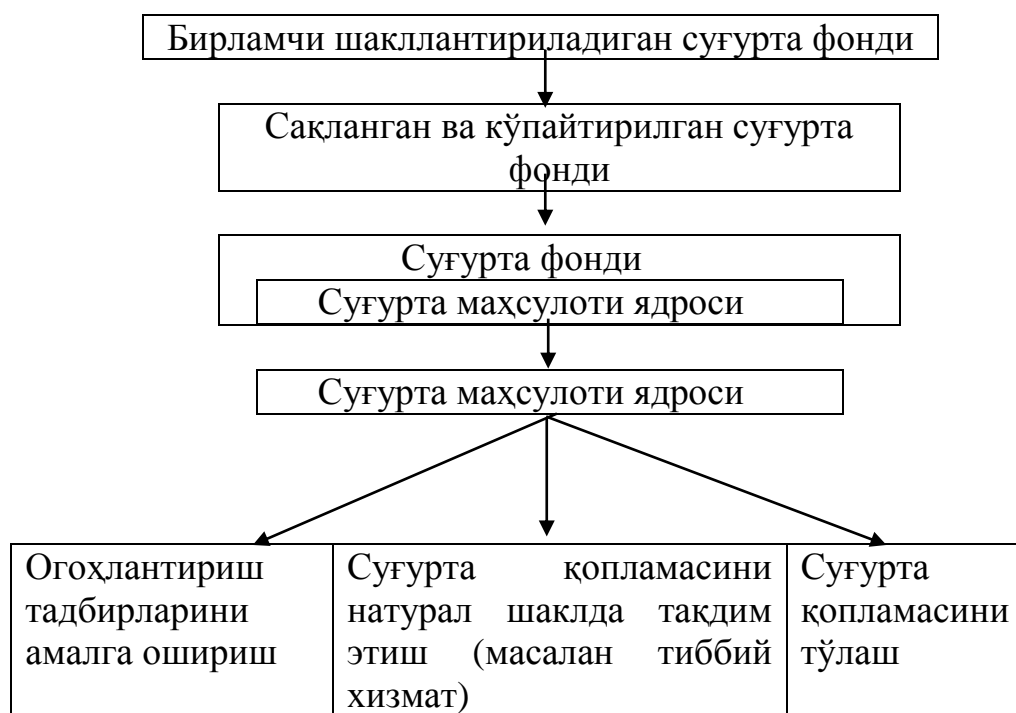 Бирламчи шакллантириладиган суғурта фонди
Сақланган ва кўпайтирилган суғурта
фонди
Суғурта фонди
Суғурта маҳсулоти ядроси
Суғурта маҳсулоти ядроси
Огоҳлантириш
тадбирларини
амалга ошириш
Суғурта қопламасини
натурал шаклда тақдим
этиш (масалан тиббий
хизмат)
Суғурта
қопламасини
тўлаш